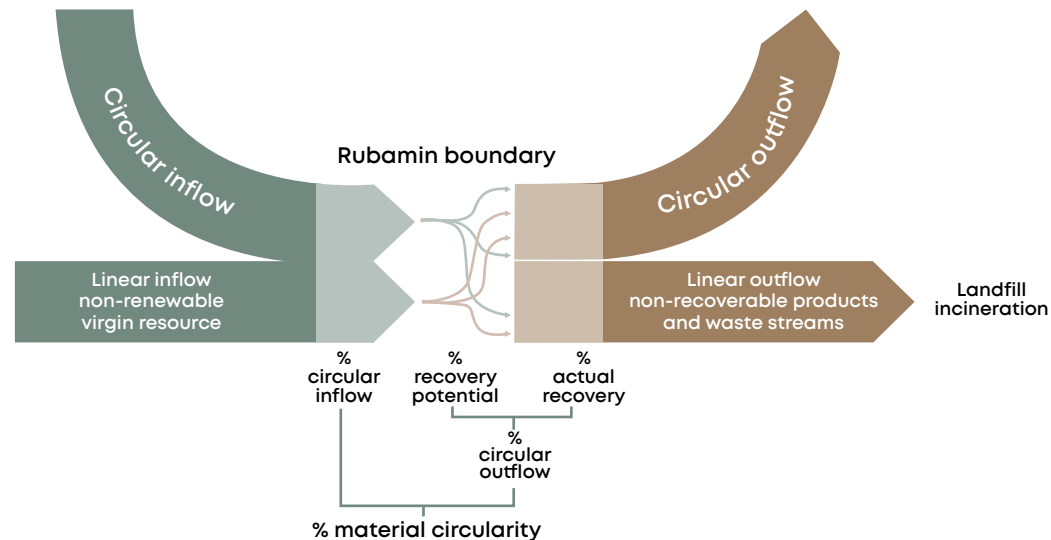 Circular inflow
Rubamin boundary
Circular outflow
Linear inflow
non-renewable
virgin resource
Linear outflow
non-recoverable products
and waste streams
Landfill
incineration
%
circular
inflow
%
recovery
potential
%
actual
recovery
%
circular
outflow
% material circularity